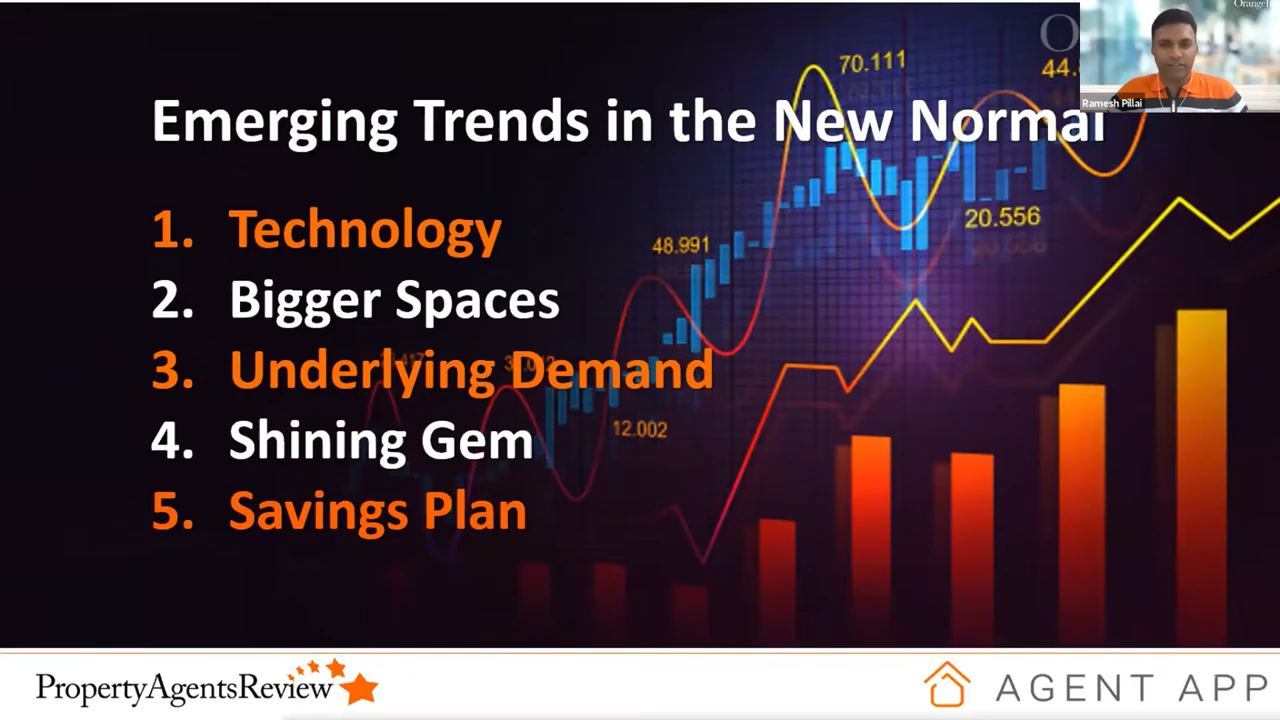 Emerging Trends in the New Normal
1. Technology
2. Bigger Spaces
3. Underlying Demand
4. Shining Gem
5. Savings Plan
70.111
44.
48.991
20.556
12.002
Ramesh Pillai
PropertyAgentsReview
AGENT APP